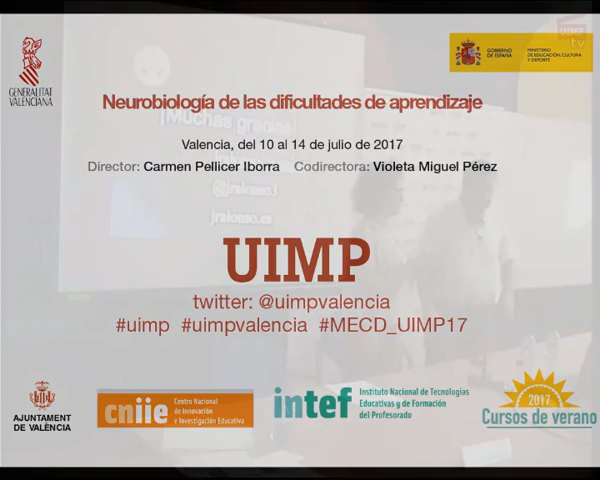 UIMP
tv
GENERALITAT
VALENCIANA
GOBIERNO
DE ESPAÑA
MINISTERIO
DE EDUCACIÓN, CULTURA
Y DEPORTE
Neurobiología de las dificultades de aprendizaje
¡Muchas gracias!
Valencia, del 10 al 14 de julio de 2017
Director: Carmen Pellicer Iborra Codirectora: Violeta Miguel Pérez
@jralonso3
jralonso.es
UIMP
twitter: @uimpvalencia
#uimp #uimpvalencia #MECD_UIMP17
AJUNTAMENT
DE VALÈNCIA
cniie
Centro Nacional
de Innovación
e Investigación Educativa
intef
Instituto Nacional de Tecnologías
Educativas y de Formación
del Profesorado
2017
Cursos de verano